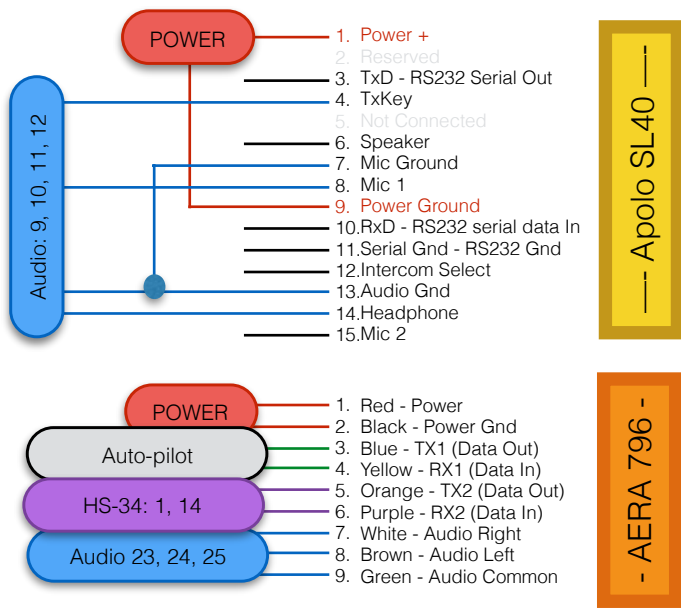 POWER
1. Power +
2. Reserved
3. TxD - RS232 Serial Out
4. TxKey
5. Not Connected
6. Speaker
7. Mic Ground
8. Mic 1
9. Power Ground
10. RxD - RS232 serial data In
11. Serial Gnd - RS232 Gnd
12. Intercom Select
13. Audio Gnd
14. Headphone
15. Mic 2
Audio: 9, 10, 11, 12
—- Apolo SL40 —-
POWER
Auto-pilot
HS-34: 1, 14
Audio 23, 24, 25
1. Red - Power
2. Black - Power Gnd
3. Blue - TX1 (Data Out)
4. Yellow - RX1 (Data In)
5. Orange - TX2 (Data Out)
6. Purple - RX2 (Data In)
7. White - Audio Right
8. Brown - Audio Left
9. Green - Audio Common
- AERA 796 -